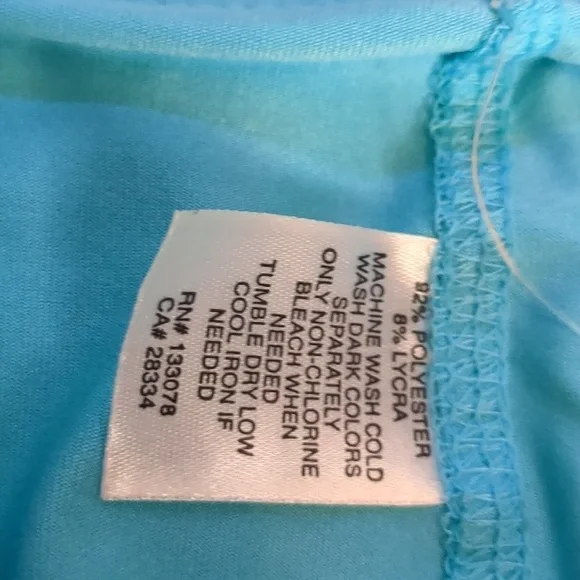 92% POLYESTER
8% LYCRA
MACHINE WASH COLD
WASH DARK COLORS
SEPARATELY
ONLY NON-CHLORINE
BLEACH WHEN
NEEDED
TUMBLE DRY LOW
COOL IRON IF
NEEDED
RN# 133078
CA# 28334